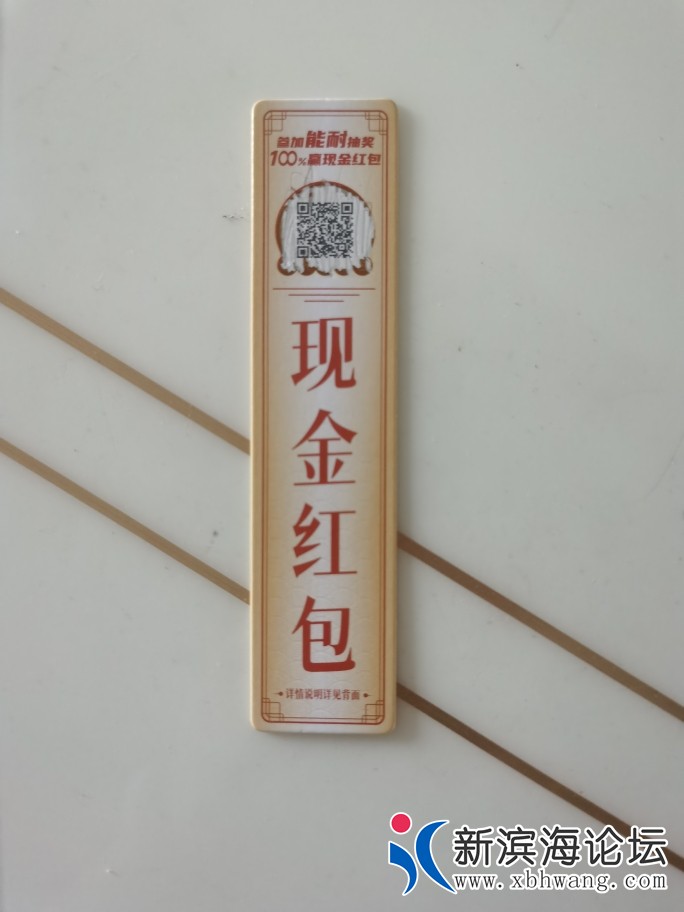 参加能耐抽奖
100%赢现金红包
现
金
红
包
详情说明详见背面
新滨海论坛
www.xbhwang.com